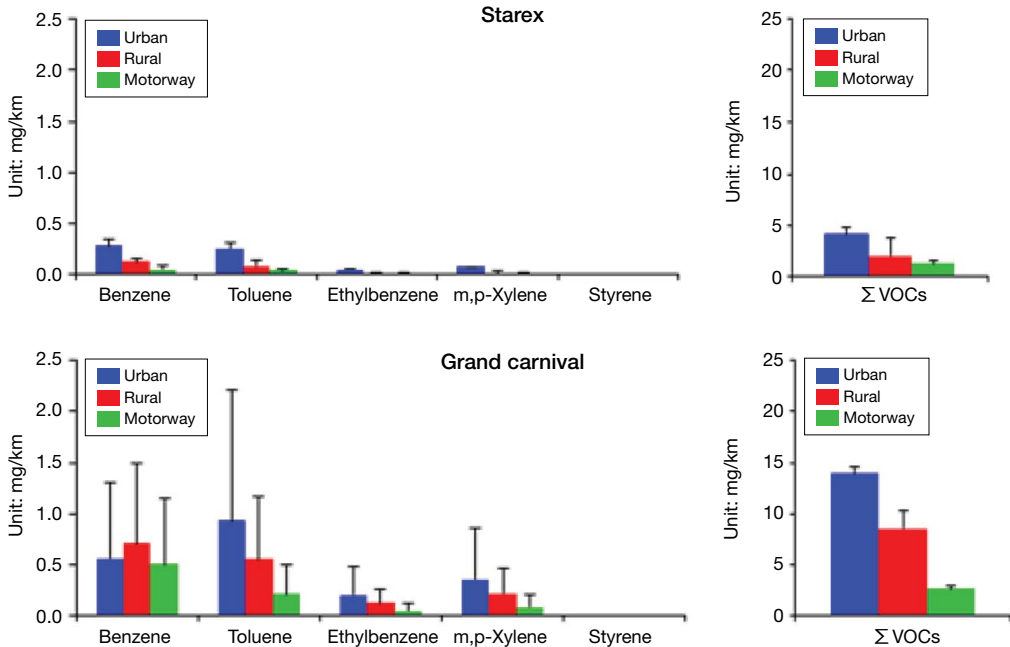 Starex
Unit: mg/km
2.5
2.0
1.5
1.0
0.5
0.0
Urban
Rural
Motorway
Benzene
Toluene
Ethylbenzene
m,p-Xylene
Styrene
Unit: mg/km
25
20
15
10
5
0
Urban
Rural
Motorway
∑ VOCs
Grand carnival
Unit: mg/km
2.5
2.0
1.5
1.0
0.5
0.0
Urban
Rural
Motorway
Benzene
Toluene
Ethylbenzene
m,p-Xylene
Styrene
Unit: mg/km
25
20
15
10
5
0
Urban
Rural
Motorway
∑ VOCs